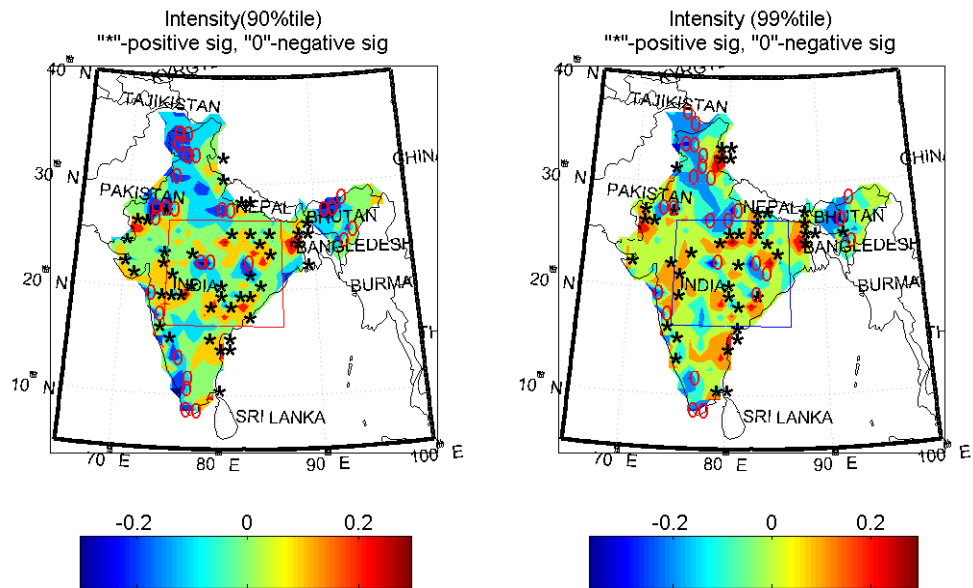 Intensity(90%tile)
"*"-positive sig, "0"-negative sig
40 N
KYRGYZ
TAJIKISTAN
CHINA
30 N
PAKISTAN
NEPAL
BHUTAN
BANGLADESH
20 N
INDIA
BURMA
TH
10 N
SRI LANKA
70 E
80 E
90 E
100 E
-0.2 0 0.2
Intensity (99%tile)
"*"-positive sig, "0"-negative sig
40 N
TAJIKISTAN
CHINA
30 N
PAKISTAN
NEPAL
BHUTAN
BANGLADESH
20 N
INDIA
BURMA
TH
10 N
SRI LANKA
70 E
80 E
90 E
100 E
-0.2 0 0.2